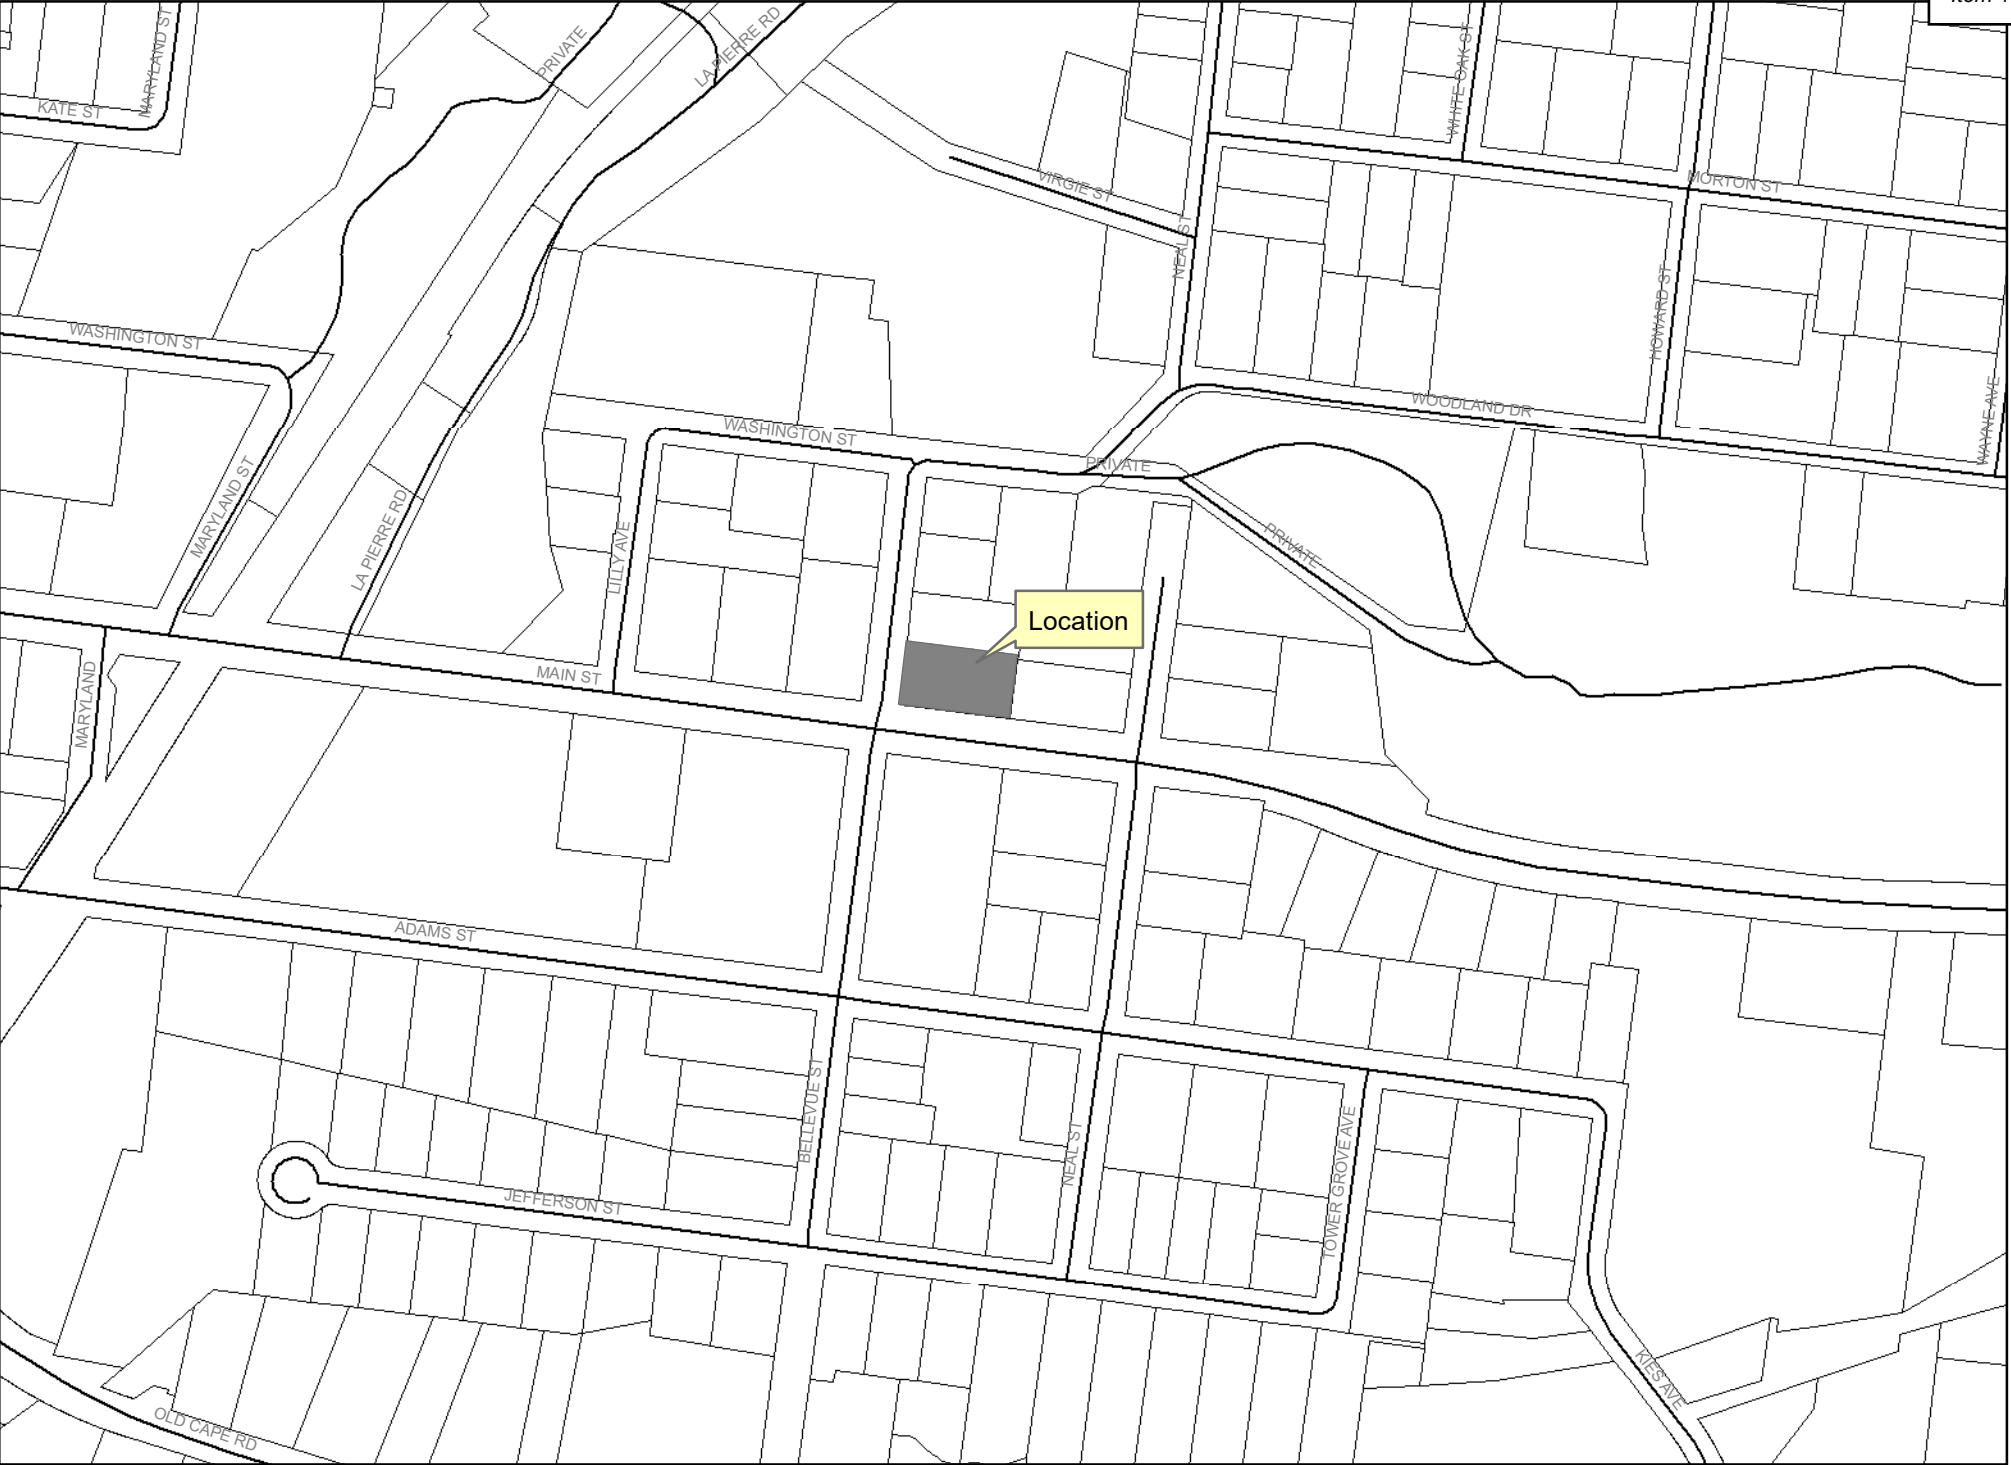 MARYLAND ST
PRIVATE
LA PIERRE RD
WHITE OAK ST
KATE ST
VIRGIE ST
MORTON ST
NEAL ST
HOWARD ST
WASHINGTON ST
WOODLAND DR
WAYNE AVE
WASHINGTON ST
PRIVATE
MARYLAND ST
LA PIERRE RD
LILLY AVE
PRIVATE
Location
MAIN ST
MARYLAND
ADAMS ST
BELLEVUE ST
NEAL ST
TOWER GROVE AVE
JEFFERSON ST
KIES AVE
OLD CAPE RD